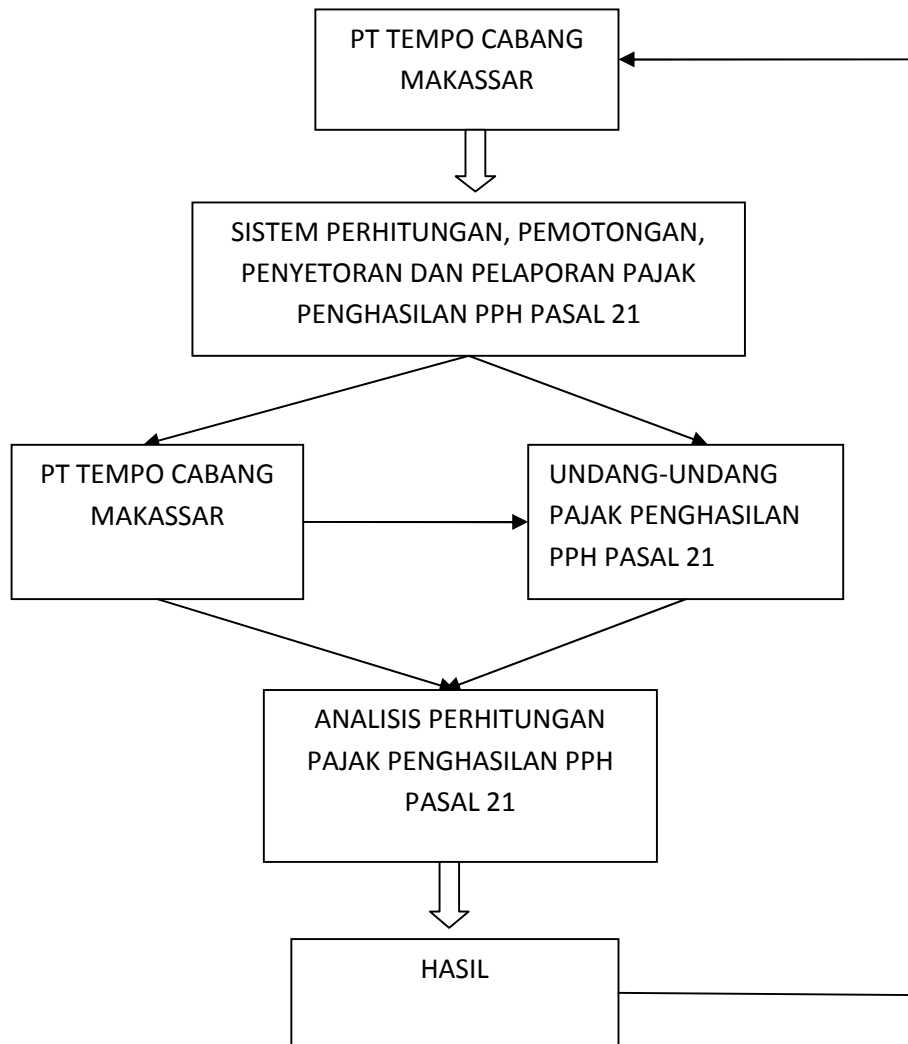 PT TEMPO CABANG
MAKASSAR
SISTEM PERHITUNGAN, PEMOTONGAN,
PENYETORAN DAN PELAPORAN PAJAK
PENGHASILAN PPH PASAL 21
PT TEMPO CABANG
MAKASSAR
UNDANG-UNDANG
PAJAK PENGHASILAN
PPH PASAL 21
ANALISIS PERHITUNGAN
PAJAK PENGHASILAN PPH
PASAL 21
HASIL